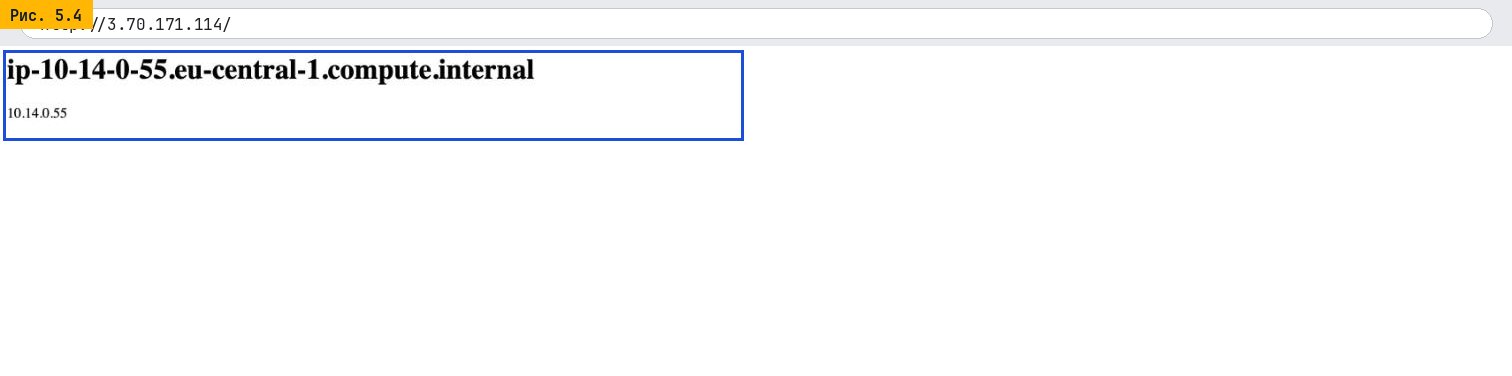 Рис. 5.4
//3.70.171.114/
ip-10-14-0-55.eu-central-1.compute.internal
10.14.0.55